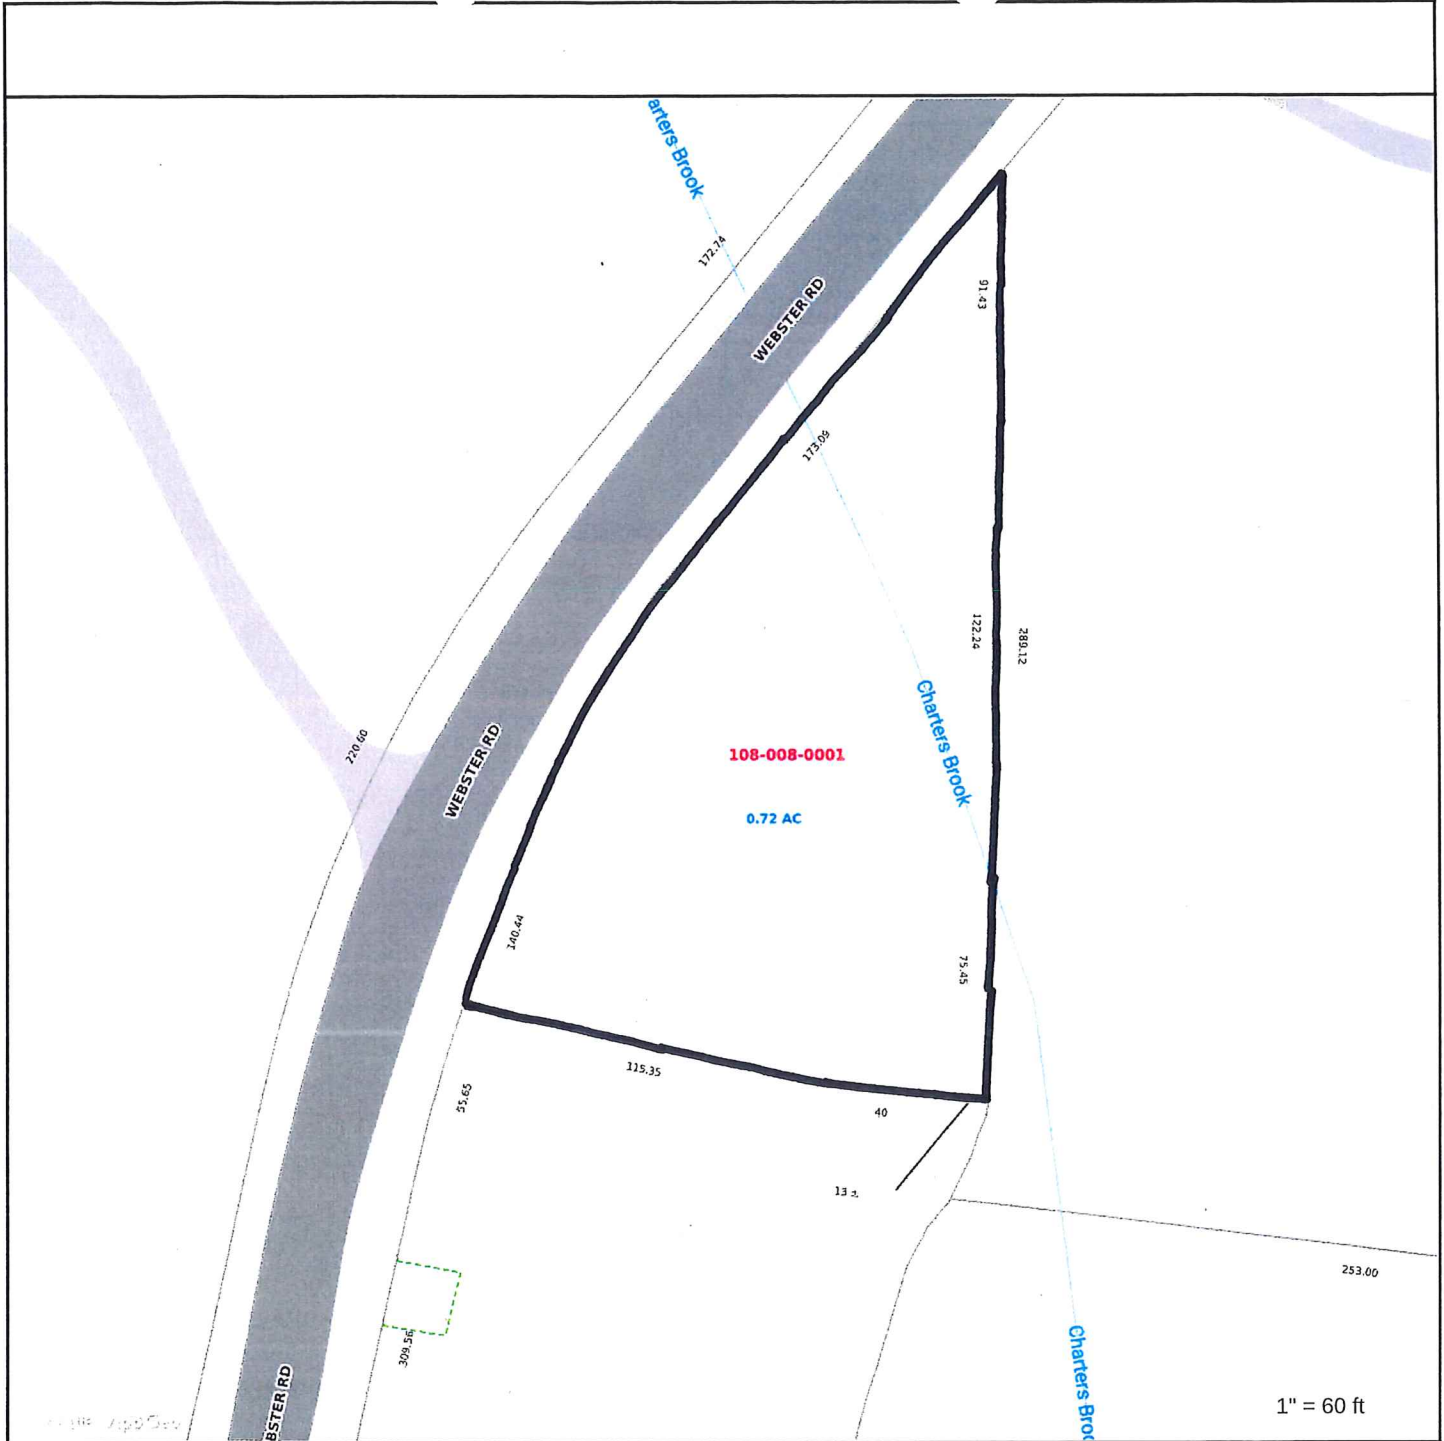 arters Brook
172.74
WEBSTER RD
91.43
173.09
122.24
289.12
Charters Brook
220.60
WEBSTER RD
108-008-0001
0.72 AC
140.44
75.45
115.35
40
55.65
13
253.00
309.56
Charters Broo
BSTER RD
1" = 60 ft